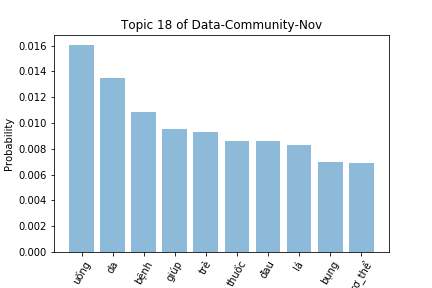 Topic 18 of Data-Community-Nov
Probability
0.016
0.014
0.012
0.010
0.008
0.006
0.004
0.002
0.000
uống
da
bệnh
giúp
trẻ
thuốc
đau
lá
bụng